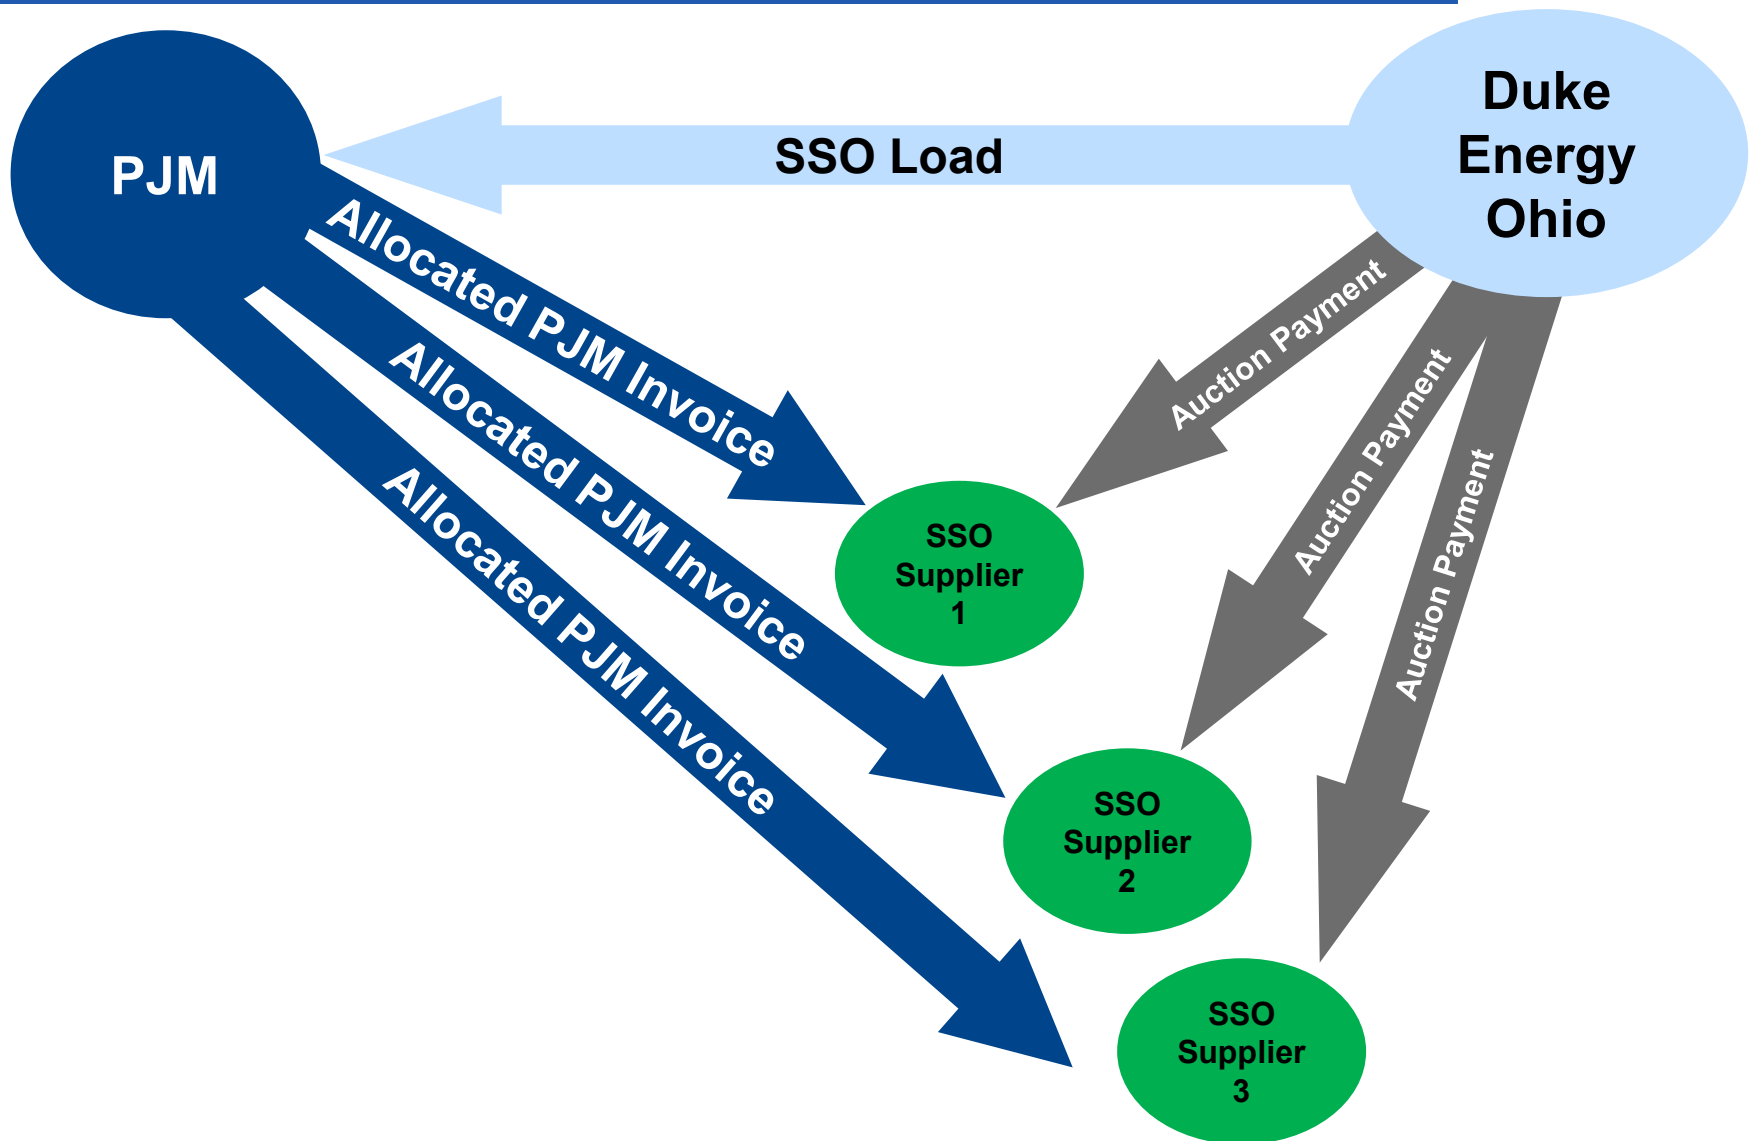 PJM
SSO Load
Duke
Energy
Ohio
Allocated PJM Invoice
Allocated PJM Invoice
Allocated PJM Invoice
Auction Payment
Auction Payment
Auction Payment
SSO
Supplier
1
SSO
Supplier
2
SSO
Supplier
3